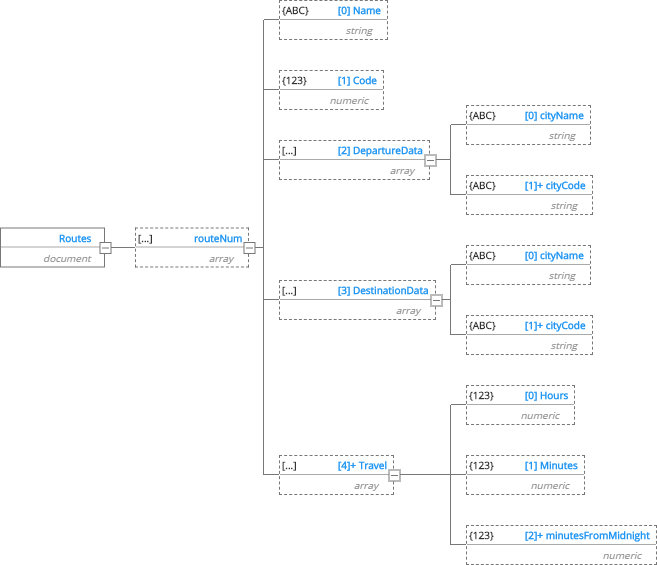 {ABC} [0] Name
string
{123} [1] Code
numeric
[...] [2] DepartureData
array
{ABC} [0] cityName
string
{ABC} [1]+ cityCode
string
Routes
document
[...] routeNum
array
[...] [3] DestinationData
array
{ABC} [0] cityName
string
{ABC} [1]+ cityCode
string
[...] [4]+ Travel
array
{123} [0] Hours
numeric
{123} [1] Minutes
numeric
{123} [2]+ minutesFromMidnight
numeric